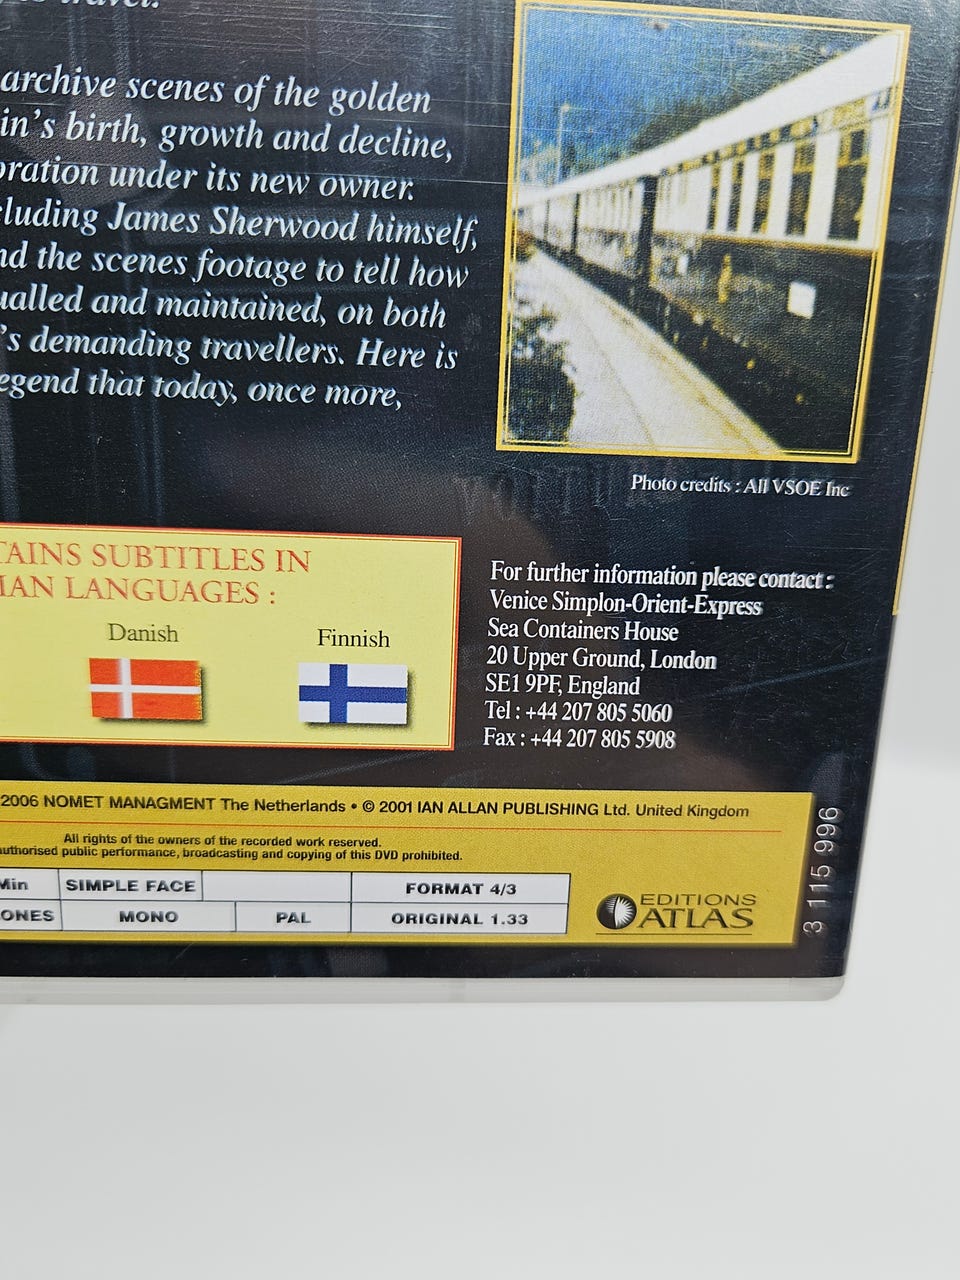 travel.
archive scenes of the golden
in's birth, growth and decline,
oration under its new owner.
cluding James Sherwood himself,
nd the scenes footage to tell how
ualled and maintained, on both
's demanding travellers. Here is
egend that today, once more,
Photo credits : All VSOE Inc
TAINS SUBTITLES IN
MAN LANGUAGES :
Danish
Finnish
For further information please contact :
Venice Simplon-Orient-Express
Sea Containers House
20 Upper Ground, London
SE1 9PF, England
Tel : +44 207 805 5060
Fax : +44 207 805 5908
2006 NOMET MANAGMENT The Netherlands • © 2001 IAN ALLAN PUBLISHING Ltd. United Kingdom
All rights of the owners of the recorded work reserved.
uthorised public performance, broadcasting and copying of this DVD prohibited.
Min SIMPLE FACE FORMAT 4/3
ONES MONO PAL ORIGINAL 1.33
EDITIONS
ATLAS
3 115 996